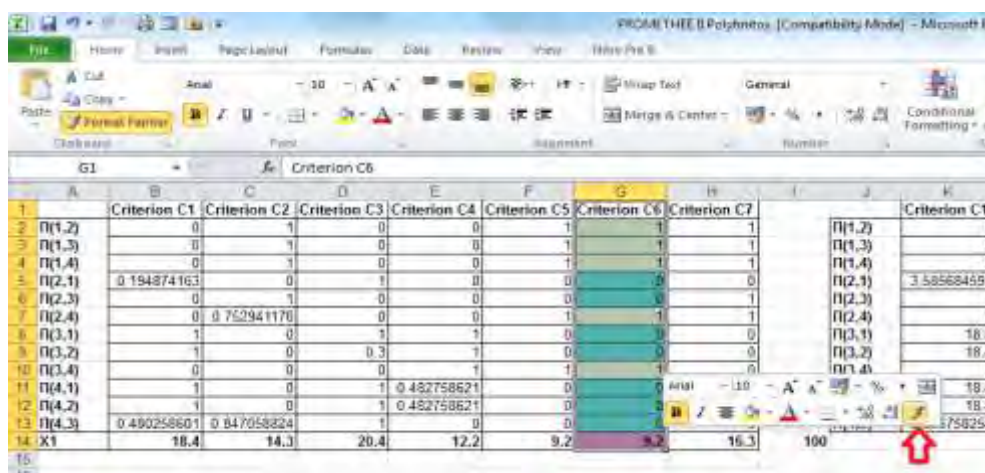 PROMETHEE II Polyfimitou [Compatibility Mode] - Microsoft
File Home Insert Page Layout Formulas Data Review View
Cut
Copy
Paste Format Painter
Arial 10 Wrap Text General
Merge & Center Conditional Formatting
Clipboard Font Alignment Number
G1 fx Criterion C6
A B C D E F G H I J K
1 Criterion C1 Criterion C2 Criterion C3 Criterion C4 Criterion C5 Criterion C6 Criterion C7 Criterion C1
2 Π(1,2) 0 1 0 0 1 1 1 Π(1,2)
3 Π(1,3) 0 1 0 0 1 1 1 Π(1,3)
4 Π(1,4) 0 1 0 0 1 1 1 Π(1,4)
5 Π(2,1) 0.194874163 0 1 0 0 0 0 Π(2,1) 3.58568459
6 Π(2,3) 0 1 0 0 0 0 1 Π(2,3)
7 Π(2,4) 0 0.752941176 0 0 1 1 1 Π(2,4)
8 Π(3,1) 1 0 1 1 0 0 0 Π(3,1) 18.
9 Π(3,2) 1 0 0.3 1 0 0 0 Π(3,2) 18.
10 Π(3,4) 0 0 0 1 1 1 0 Π(3,4)
11 Π(4,1) 1 0 1 0.482758621 0 0 Arial 10 18.
12 Π(4,2) 1 0 1 0.482758621 0 18.
13 Π(4,3) 0.480258601 0.847058824 1 0 0
14 X1 18.4 14.3 20.4 12.2 9.2 9.2 16.3 100
15